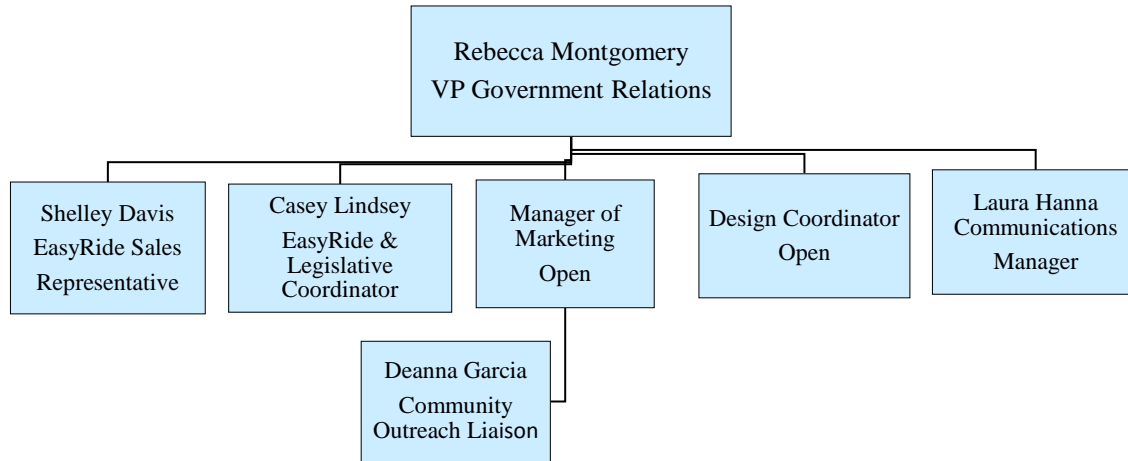 Rebecca Montgomery
VP Government Relations
Shelley Davis
EasyRide Sales
Representative
Casey Lindsey
EasyRide &
Legislative
Coordinator
Manager of
Marketing
Open
Design Coordinator
Open
Laura Hanna
Communications
Manager
Deanna Garcia
Community
Outreach Liaison